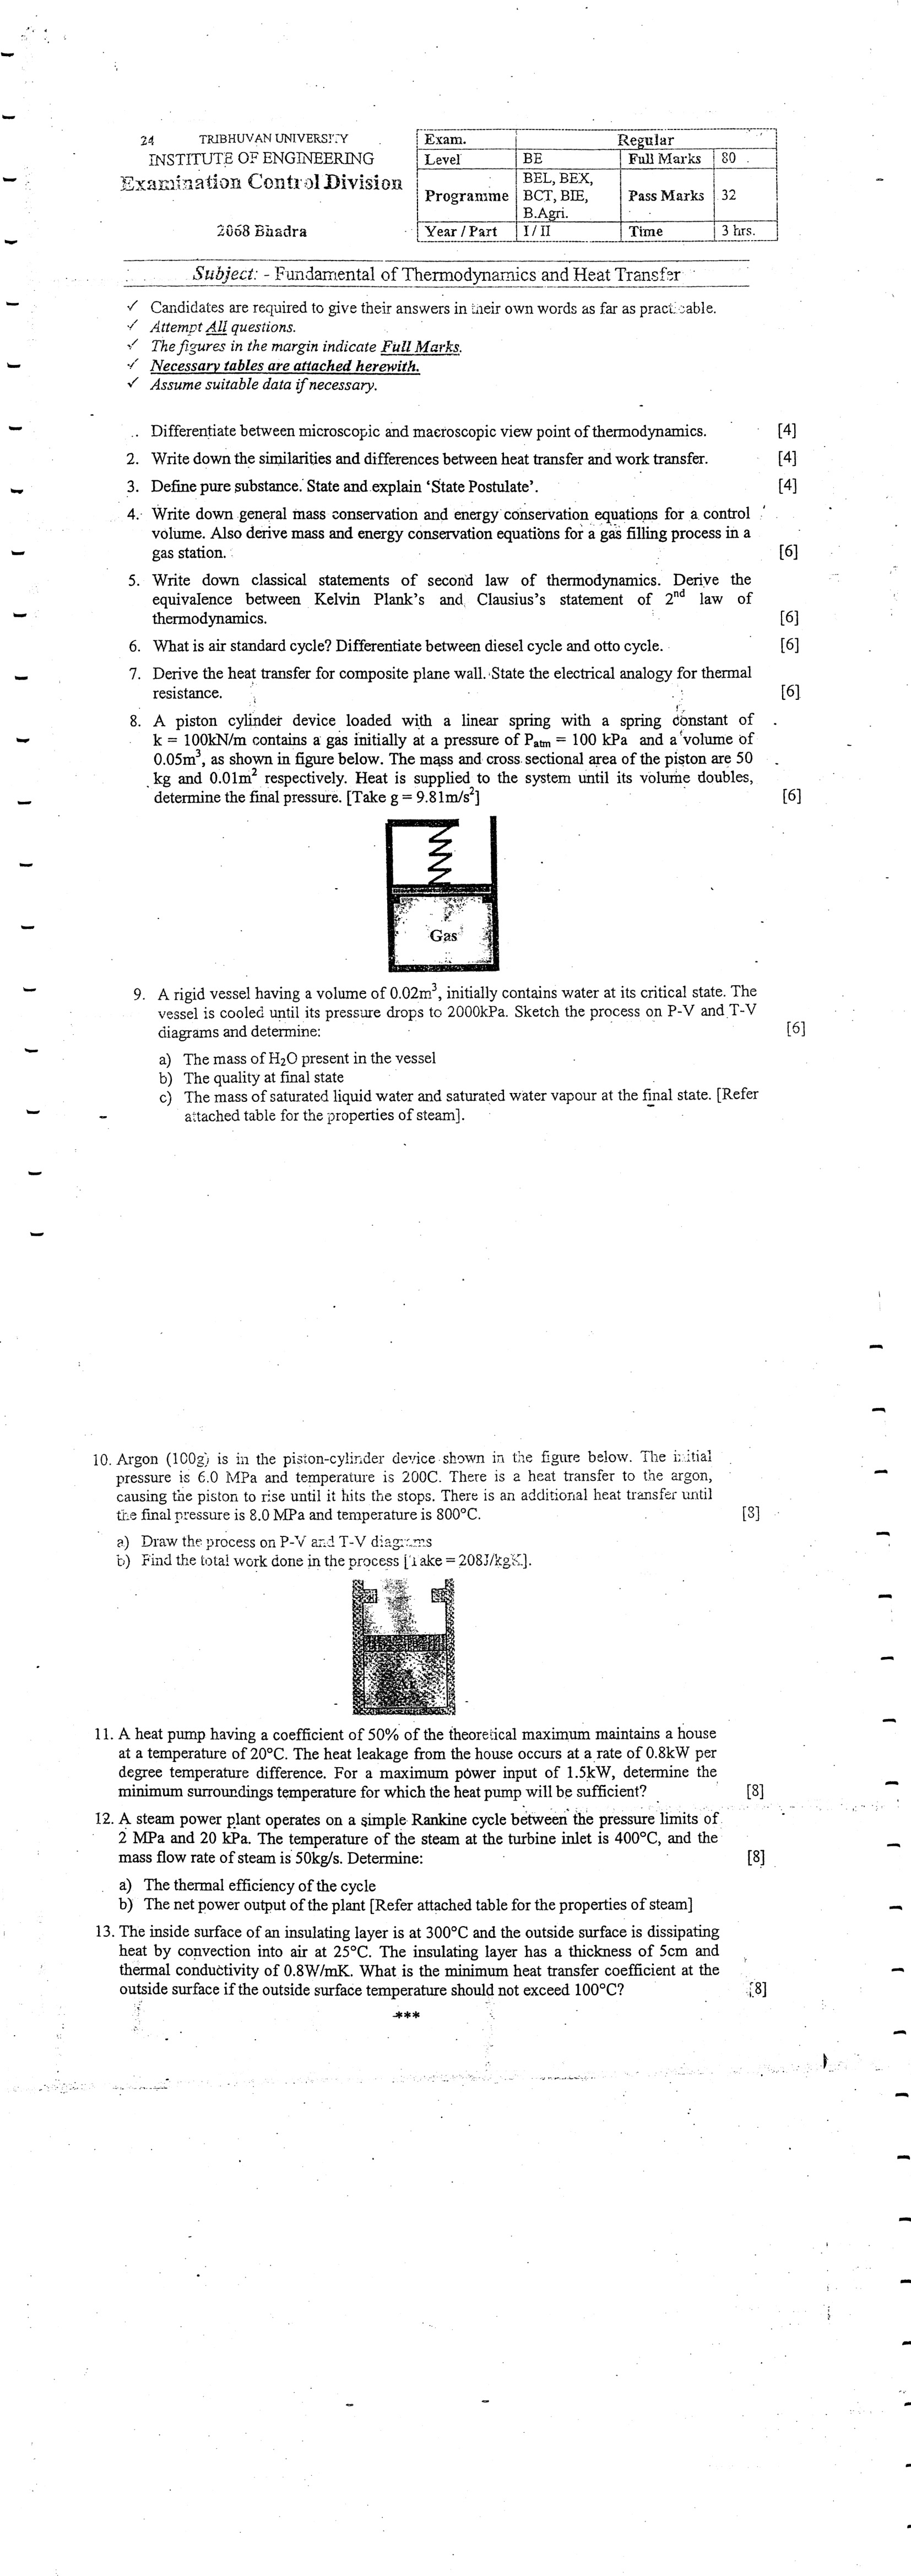 24 TRIBHUVAN UNIVERSITY
INSTITUTE OF ENGINEERING
Examination Control Division
2068 Bhadra
Exam. Regular
Level BE Full Marks 80
Programme BEL, BEX, BCT, BIE, B.Agri. Pass Marks 32
Year / Part I / II Time 3 hrs.
Subject: - Fundamental of Thermodynamics and Heat Transfer
✓ Candidates are required to give their answers in their own words as far as practicable.
✓ Attempt All questions.
✓ The figures in the margin indicate Full Marks.
✓ Necessary tables are attached herewith.
✓ Assume suitable data if necessary.
Differentiate between microscopic and macroscopic view point of thermodynamics. [4]
2. Write down the similarities and differences between heat transfer and work transfer. [4]
3. Define pure substance. State and explain ‘State Postulate’. [4]
4. Write down general mass conservation and energy conservation equations for a control
volume. Also derive mass and energy conservation equations for a gas filling process in a
gas station. [6]
5. Write down classical statements of second law of thermodynamics. Derive the
equivalence between Kelvin Plank’s and Clausius’s statement of 2nd law of
thermodynamics. [6]
6. What is air standard cycle? Differentiate between diesel cycle and otto cycle. [6]
7. Derive the heat transfer for composite plane wall. State the electrical analogy for thermal
resistance. [6]
8. A piston cylinder device loaded with a linear spring with a spring constant of
k = 100kN/m contains a gas initially at a pressure of Patm = 100 kPa and a volume of
0.05m³, as shown in figure below. The mass and cross sectional area of the piston are 50
kg and 0.01m² respectively. Heat is supplied to the system until its volume doubles,
determine the final pressure. [Take g = 9.81m/s²] [6]
Gas
9. A rigid vessel having a volume of 0.02m³, initially contains water at its critical state. The
vessel is cooled until its pressure drops to 2000kPa. Sketch the process on P-V and T-V
diagrams and determine: [6]
a) The mass of H₂O present in the vessel
b) The quality at final state
c) The mass of saturated liquid water and saturated water vapour at the final state. [Refer
attached table for the properties of steam].
10. Argon (100g) is in the piston-cylinder device shown in the figure below. The initial
pressure is 6.0 MPa and temperature is 200C. There is a heat transfer to the argon,
causing the piston to rise until it hits the stops. There is an additional heat transfer until
the final pressure is 8.0 MPa and temperature is 800°C. [8]
a) Draw the process on P-V and T-V diagrams
b) Find the total work done in the process [Take = 208J/kgK].
11. A heat pump having a coefficient of 50% of the theoretical maximum maintains a house
at a temperature of 20°C. The heat leakage from the house occurs at a rate of 0.8kW per
degree temperature difference. For a maximum power input of 1.5kW, determine the
minimum surroundings temperature for which the heat pump will be sufficient? [8]
12. A steam power plant operates on a simple Rankine cycle between the pressure limits of
2 MPa and 20 kPa. The temperature of the steam at the turbine inlet is 400°C, and the
mass flow rate of steam is 50kg/s. Determine: [8]
a) The thermal efficiency of the cycle
b) The net power output of the plant [Refer attached table for the properties of steam]
13. The inside surface of an insulating layer is at 300°C and the outside surface is dissipating
heat by convection into air at 25°C. The insulating layer has a thickness of 5cm and
thermal conductivity of 0.8W/mK. What is the minimum heat transfer coefficient at the
outside surface if the outside surface temperature should not exceed 100°C? [8]
***